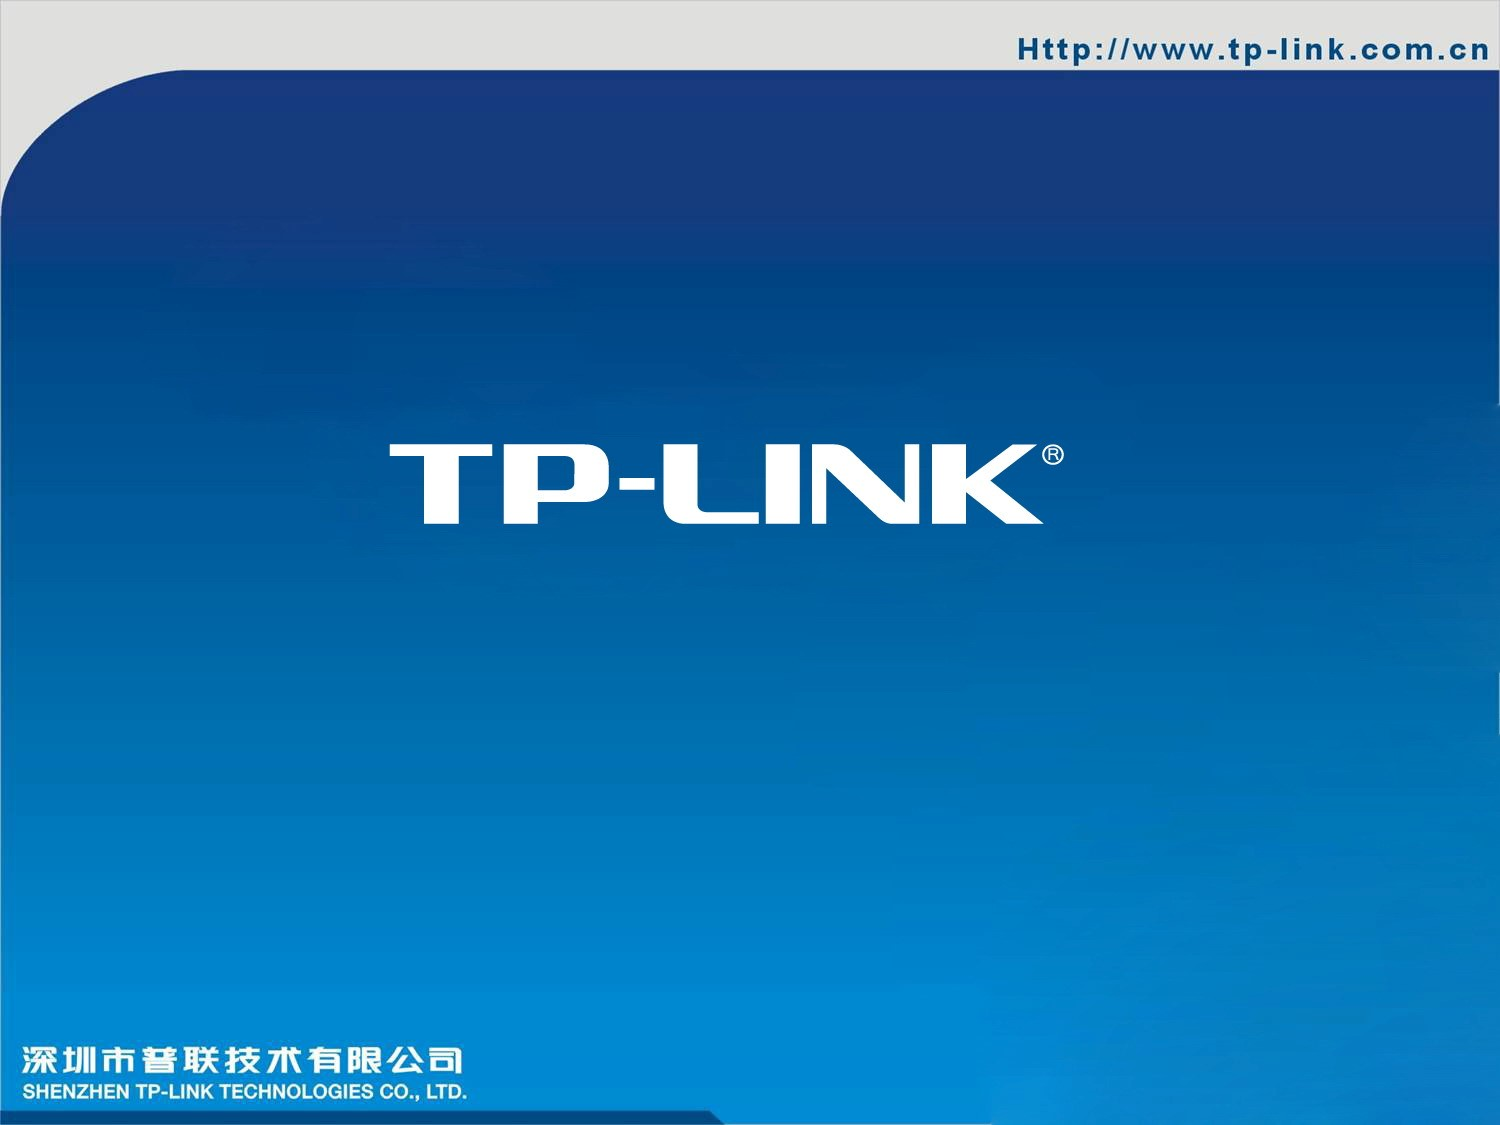 Http://www.tp-link.com.cn
TP-LINK®
深圳市普联技术有限公司
SHENZHEN TP-LINK TECHNOLOGIES CO., LTD.